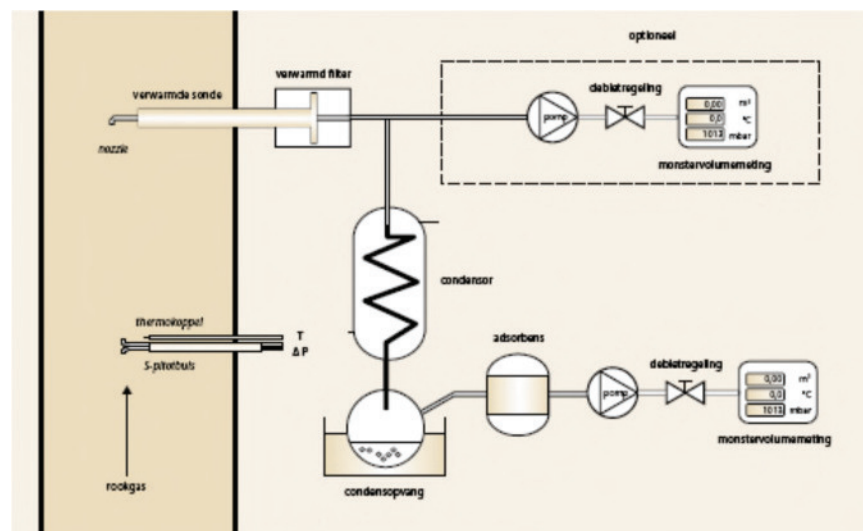 optioneel
verwarmd filter
verwarmde sonde
debietregeling
pomp
0,00 m³
0,0 °C
1013 mbar
nozzle
monstervolumemeting
condensor
thermokoppel
T
ΔP
S-pitotbuis
adsorbens
debietregeling
pomp
0,00 m³
0,0 °C
1013 mbar
monstervolumemeting
rookgas
condensopvang